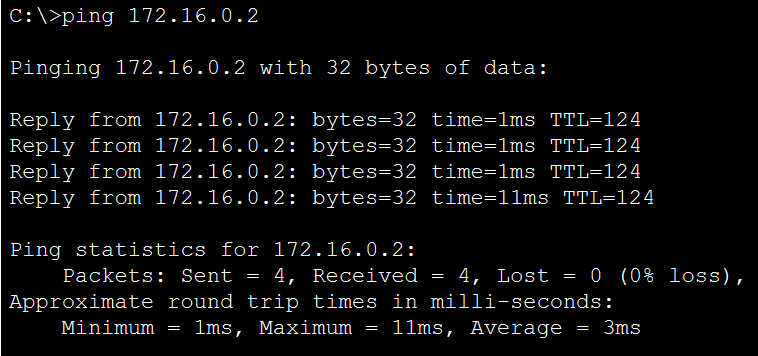 C:\>ping 172.16.0.2
Pinging 172.16.0.2 with 32 bytes of data:
Reply from 172.16.0.2: bytes=32 time=1ms TTL=124
Reply from 172.16.0.2: bytes=32 time=1ms TTL=124
Reply from 172.16.0.2: bytes=32 time=1ms TTL=124
Reply from 172.16.0.2: bytes=32 time=11ms TTL=124
Ping statistics for 172.16.0.2:
    Packets: Sent = 4, Received = 4, Lost = 0 (0% loss),
Approximate round trip times in milli-seconds:
    Minimum = 1ms, Maximum = 11ms, Average = 3ms